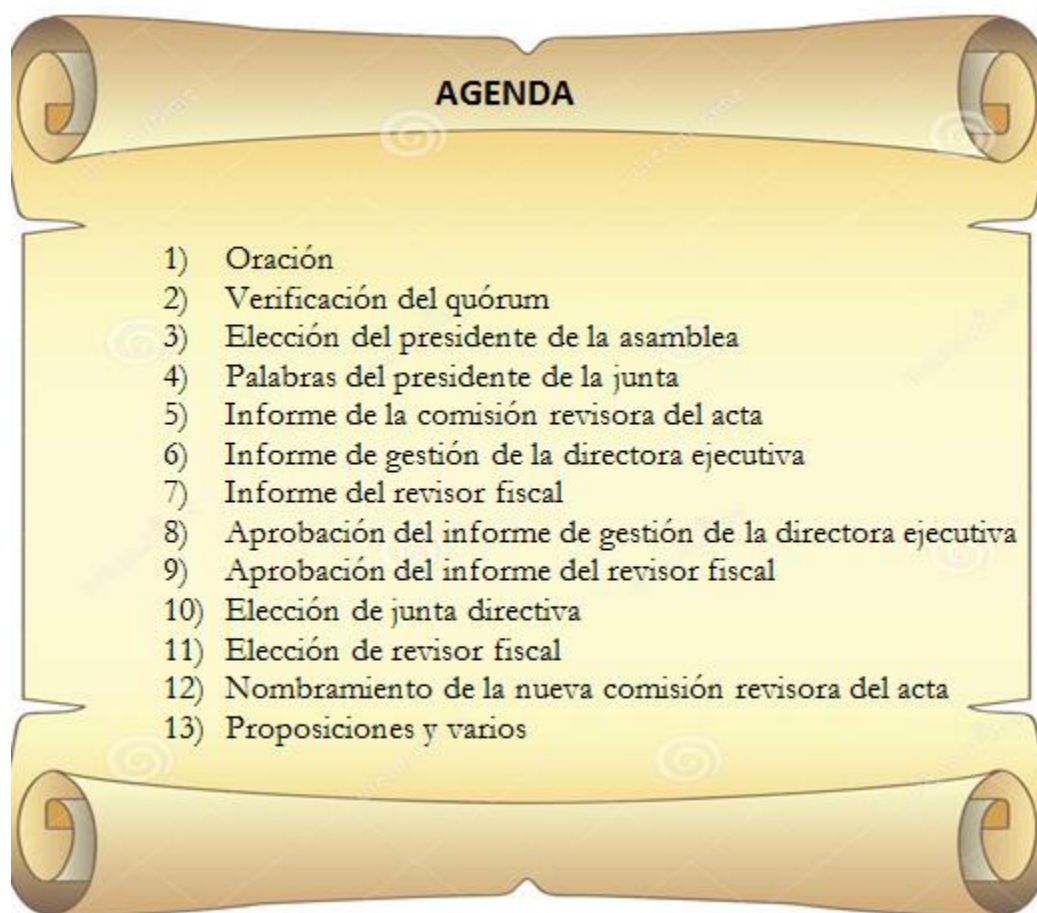 AGENDA
1) Oración
2) Verificación del quórum
3) Elección del presidente de la asamblea
4) Palabras del presidente de la junta
5) Informe de la comisión revisora del acta
6) Informe de gestión de la directora ejecutiva
7) Informe del revisor fiscal
8) Aprobación del informe de gestión de la directora ejecutiva
9) Aprobación del informe del revisor fiscal
10) Elección de junta directiva
11) Elección de revisor fiscal
12) Nombramiento de la nueva comisión revisora del acta
13) Proposiciones y varios